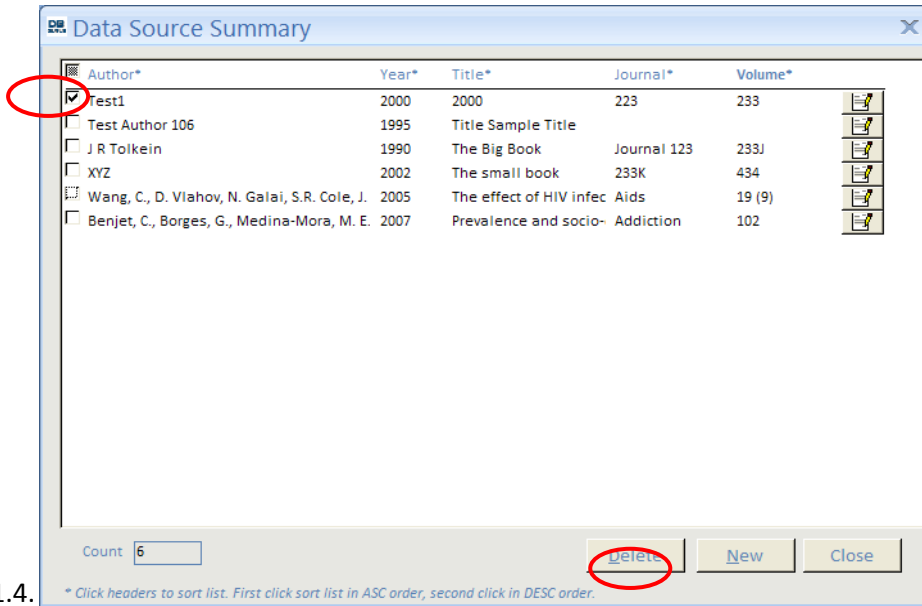 Data Source Summary
Author* Year* Title* Journal* Volume*
Test1 2000 2000 223 233
Test Author 106 1995 Title Sample Title
J R Tolkein 1990 The Big Book Journal 123 233J
XYZ 2002 The small book 233K 434
Wang, C., D. Vlahov, N. Galai, S.R. Cole, J. 2005 The effect of HIV infec Aids 19 (9)
Benjet, C., Borges, G., Medina-Mora, M. E. 2007 Prevalence and socio- Addiction 102
Count 6 Delete New Close
.4. * Click headers to sort list. First click sort list in ASC order, second click in DESC order.